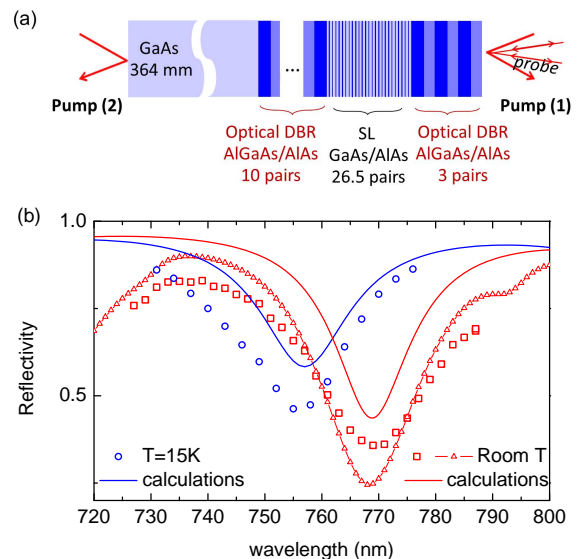 (a)
GaAs
364 mm
...
probe
Pump (2)
Pump (1)
Optical DBR
AlGaAs/AlAs
10 pairs
SL
GaAs/AlAs
26.5 pairs
Optical DBR
AlGaAs/AlAs
3 pairs
(b)
1.0
0.5
Reflectivity
T=15K
calculations
Room T
calculations
720 730 740 750 760 770 780 790 800
wavelength (nm)